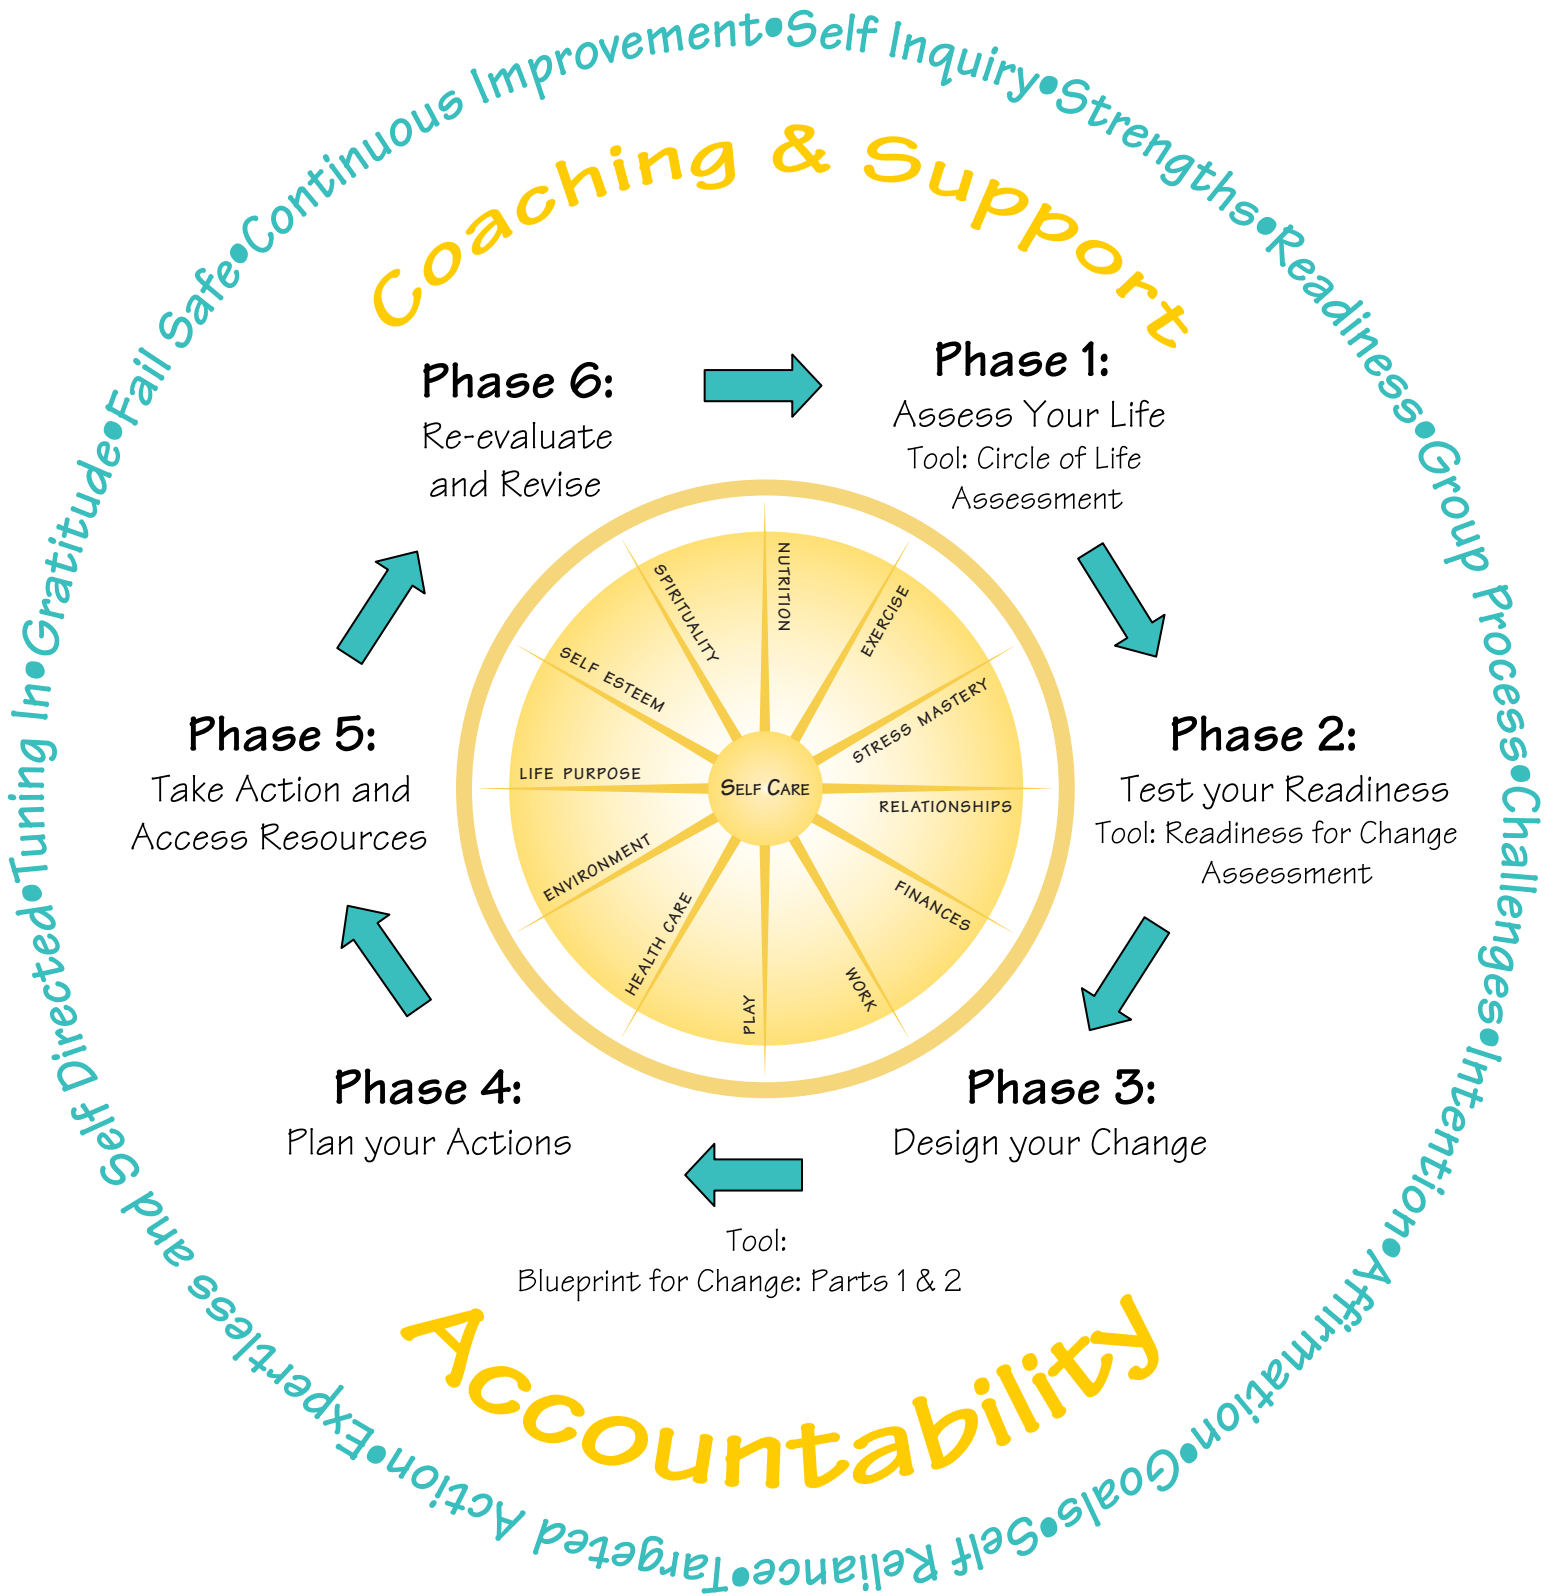 Self Inquiry•Strengths•Readiness•Group Process•Challenges•Intention•Affirmation•Goals•Self Reliance•Targeted Action•Expertless and Self Directed•Tuning In•Gratitude•Fail Safe•Continuous Improvement•
Coaching & Support
Phase 1:
Assess Your Life
Tool: Circle of Life
Assessment
Phase 2:
Test your Readiness
Tool: Readiness for Change
Assessment
Phase 3:
Design your Change
Tool:
Blueprint for Change: Parts 1 & 2
Phase 4:
Plan your Actions
Phase 5:
Take Action and
Access Resources
Phase 6:
Re-evaluate
and Revise
NUTRITION
EXERCISE
STRESS MASTERY
RELATIONSHIPS
FINANCES
WORK
PLAY
HEALTH CARE
ENVIRONMENT
LIFE PURPOSE
SELF ESTEEM
SPIRITUALITY
SELF CARE
Accountability